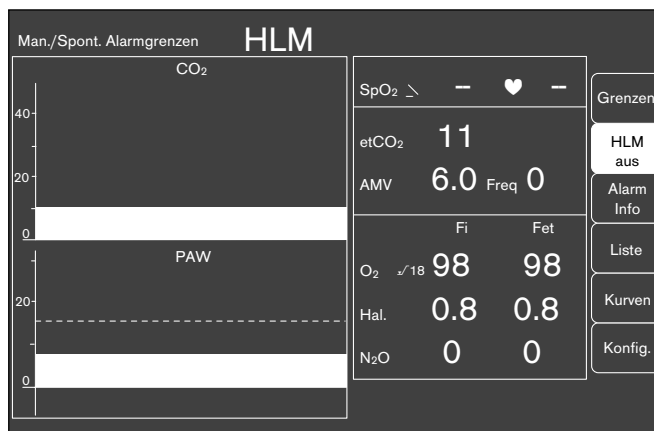 Man./Spont. Alarmgrenzen HLM
CO₂
40
20
0
PAW
20
0
SpO₂ -- ♥ --
etCO₂ 11
AMV 6.0 Freq 0
Fi Fet
O₂ 18 98 98
Hal. 0.8 0.8
N₂O 0 0
Grenzen
HLM
aus
Alarm
Info
Liste
Kurven
Konfig.